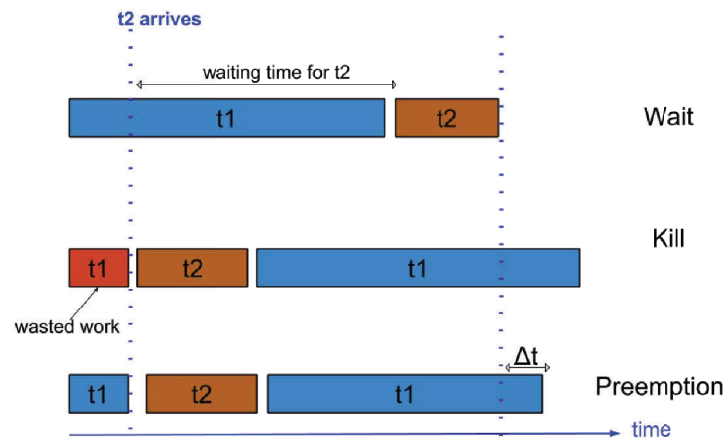 t2 arrives
waiting time for t2
t1
t2
Wait
Kill
t1
t2
t1
wasted work
Δt
t1
t2
t1
Preemption
time